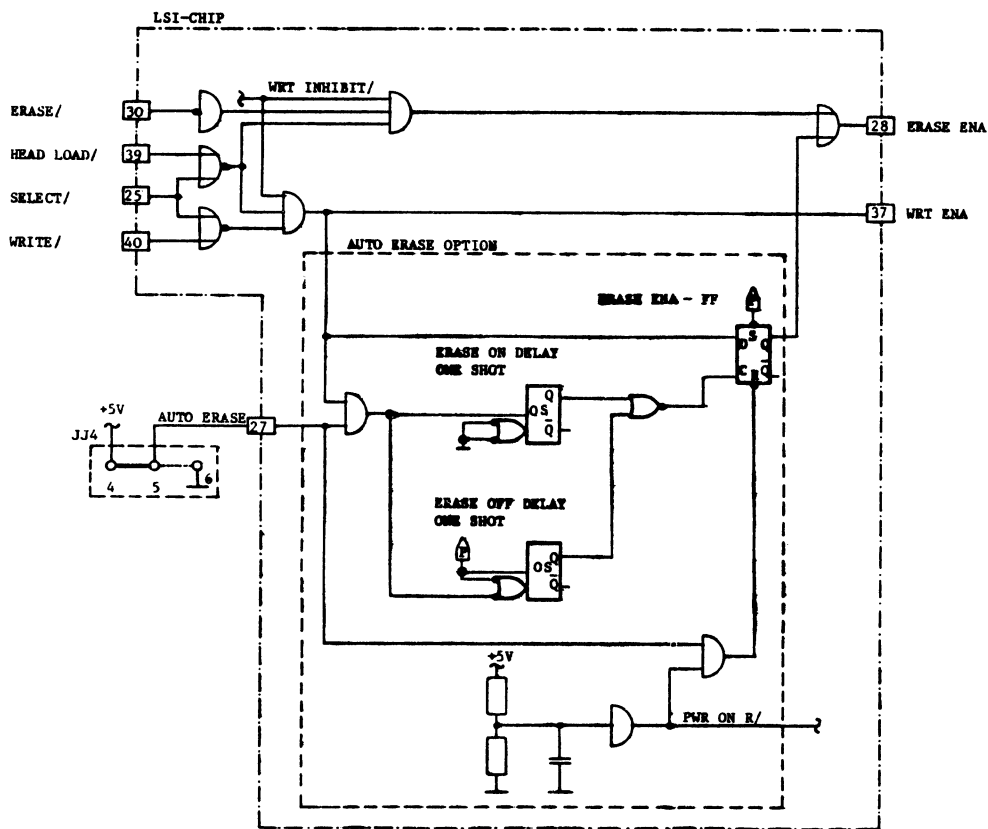 LSI-CHIP
WRT INHIBIT/
ERASE/
30
28
ERASE ENA
HEAD LOAD/
39
SELECT/
25
37
WRT ENA
WRITE/
40
AUTO ERASE OPTION
ERASE ENA - FF
S
D Q
C Q
ERASE ON DELAY
ONE SHOT
+5V
AUTO ERASE
27
JJ4
4 5 6
Q
OS
Q
ERASE OFF DELAY
ONE SHOT
P
Q
OS
Q
+5V
PWR ON R/